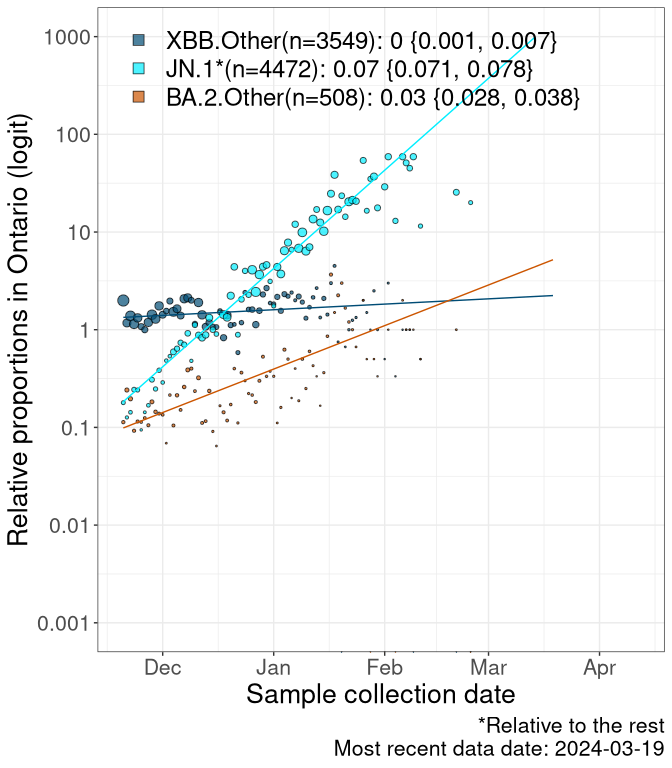 XBB.Other(n=3549): 0 {0.001, 0.007}
JN.1*(n=4472): 0.07 {0.071, 0.078}
BA.2.Other(n=508): 0.03 {0.028, 0.038}
Relative proportions in Ontario (logit)
1000
100
10
1
0.1
0.01
0.001
Dec Jan Feb Mar Apr
Sample collection date
*Relative to the rest
Most recent data date: 2024-03-19